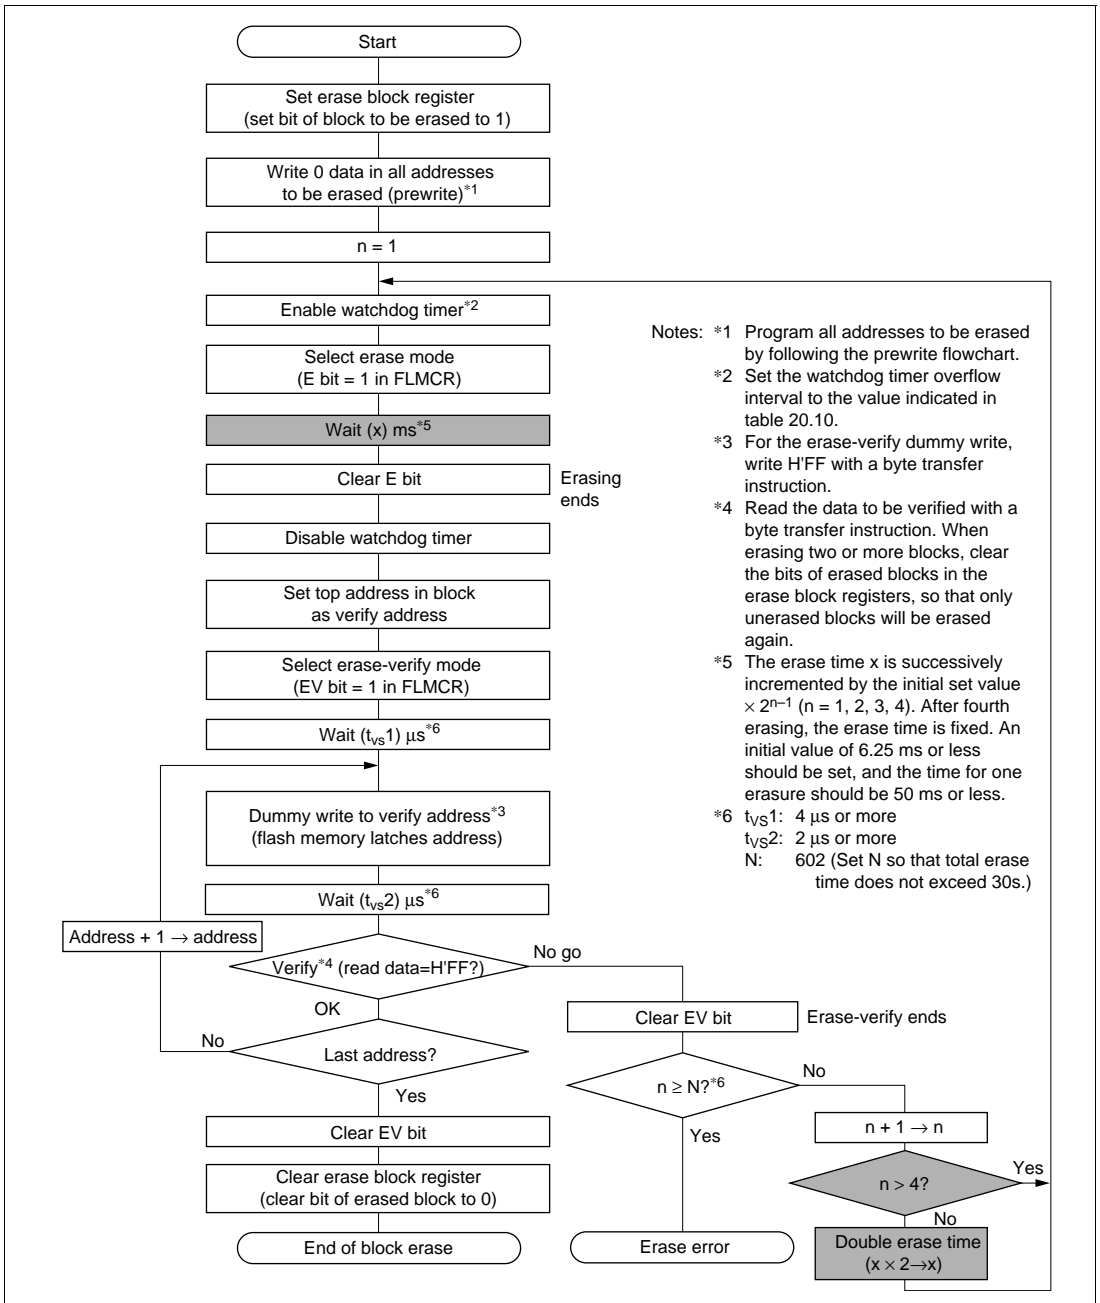 Start
Set erase block register
(set bit of block to be erased to 1)
Write 0 data in all addresses
to be erased (prewrite)*1
n = 1
Enable watchdog timer*2
Select erase mode
(E bit = 1 in FLMCR)
Wait (x) ms*5
Clear E bit
Erasing
ends
Disable watchdog timer
Set top address in block
as verify address
Select erase-verify mode
(EV bit = 1 in FLMCR)
Wait (tvs1) μs*6
Dummy write to verify address*3
(flash memory latches address)
Wait (tvs2) μs*6
Address + 1 → address
Verify*4 (read data=H'FF?)
No go
OK
Last address?
No
Yes
Clear EV bit
Clear erase block register
(clear bit of erased block to 0)
End of block erase
Clear EV bit
Erase-verify ends
n ≥ N?*6
No
Yes
Erase error
n + 1 → n
n > 4?
Yes
No
Double erase time
(x × 2→x)
Notes: *1 Program all addresses to be erased
by following the prewrite flowchart.
*2 Set the watchdog timer overflow
interval to the value indicated in
table 20.10.
*3 For the erase-verify dummy write,
write H'FF with a byte transfer
instruction.
*4 Read the data to be verified with a
byte transfer instruction. When
erasing two or more blocks, clear
the bits of erased blocks in the
erase block registers, so that only
unerased blocks will be erased
again.
*5 The erase time x is successively
incremented by the initial set value
× 2n–1 (n = 1, 2, 3, 4). After fourth
erasing, the erase time is fixed. An
initial value of 6.25 ms or less
should be set, and the time for one
erasure should be 50 ms or less.
*6 tVS1: 4 μs or more
tVS2: 2 μs or more
N: 602 (Set N so that total erase
time does not exceed 30s.)